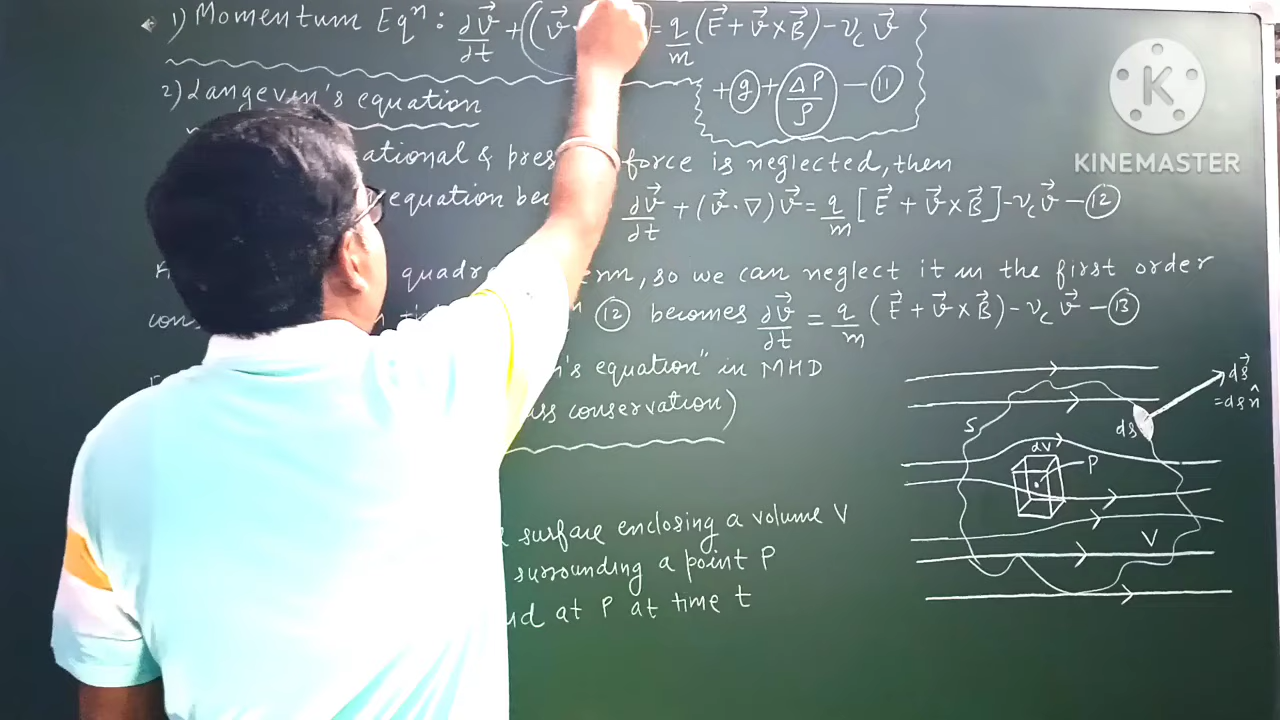 1) Momentum Eqⁿ: ∂v⃗/∂t + (v⃗ = q/m (E⃗ + v⃗ × B⃗) - ν_c v⃗
+ g + ΔP/ρ - (11)
2) Langeven's equation
ational & pres force is neglected, then
equation be ∂v⃗/∂t + (v⃗ · ∇) v⃗ = q/m [E⃗ + v⃗ × B⃗] - ν_c v⃗ - (12)
quadr so we can neglect it in the first order
con (12) becomes ∂v⃗/∂t = q/m (E⃗ + v⃗ × B⃗) - ν_c v⃗ - (13)
n's equation" in MHD
ss conservation)
surface enclosing a volume V
surrounding a point P
at P at time t
ds⃗
= ds n̂
S
ds
dV
P
V
K
KINEMASTER